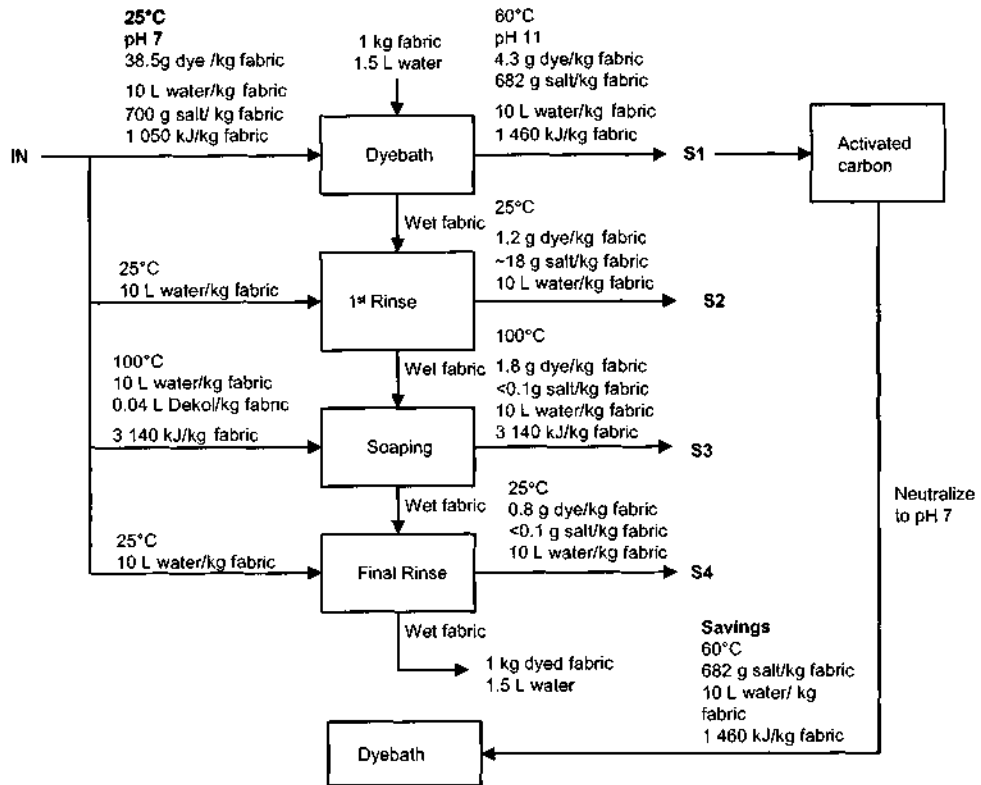 25°C
pH 7
38.5g dye /kg fabric
10 L water/kg fabric
700 g salt/ kg fabric
1 050 kJ/kg fabric
1 kg fabric
1.5 L water
60°C
pH 11
4.3 g dye/kg fabric
682 g salt/kg fabric
10 L water/kg fabric
1 460 kJ/kg fabric
IN
Dyebath
S1
Activated
carbon
Wet fabric
25°C
1,2 g dye/kg fabric
~18 g salt/kg fabric
10 L water/kg fabric
25°C
10 L water/kg fabric
1st Rinse
S2
Wet fabric
100°C
1,8 g dye/kg fabric
<0.1g salt/kg fabric
10 L water/kg fabric
3 140 kJ/kg fabric
100°C
10 L water/kg fabric
0.04 L Dekol/kg fabric
3 140 kJ/kg fabric
Soaping
S3
Neutralize
to pH 7
Wet fabric
25°C
0.8 g dye/kg fabric
<0.1 g salt/kg fabric
10 L water/kg fabric
25°C
10 L water/kg fabric
Final Rinse
S4
Wet fabric
1 kg dyed fabric
1.5 L water
Savings
60°C
682 g salt/kg fabric
10 L water/ kg
fabric
1 460 kJ/kg fabric
Dyebath